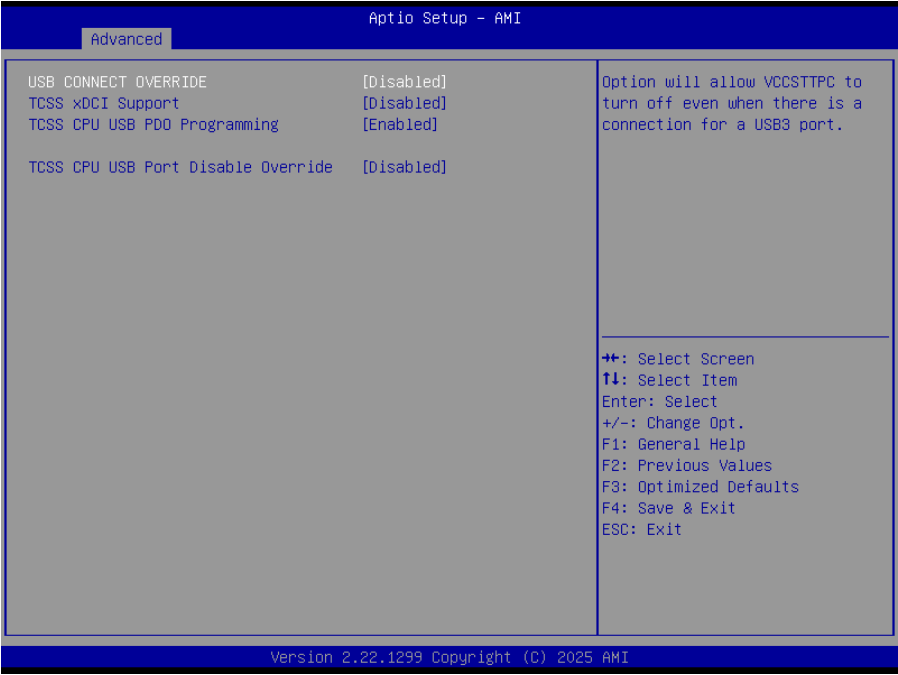 Aptio Setup - AMI
Advanced
USB CONNECT OVERRIDE [Disabled]
TCSS xDCI Support [Disabled]
TCSS CPU USB PDO Programming [Enabled]
TCSS CPU USB Port Disable Override [Disabled]
Option will allow VCCSTTPC to
turn off even when there is a
connection for a USB3 port.
→←: Select Screen
↑↓: Select Item
Enter: Select
+/-: Change Opt.
F1: General Help
F2: Previous Values
F3: Optimized Defaults
F4: Save & Exit
ESC: Exit
Version 2.22.1299 Copyright (C) 2025 AMI